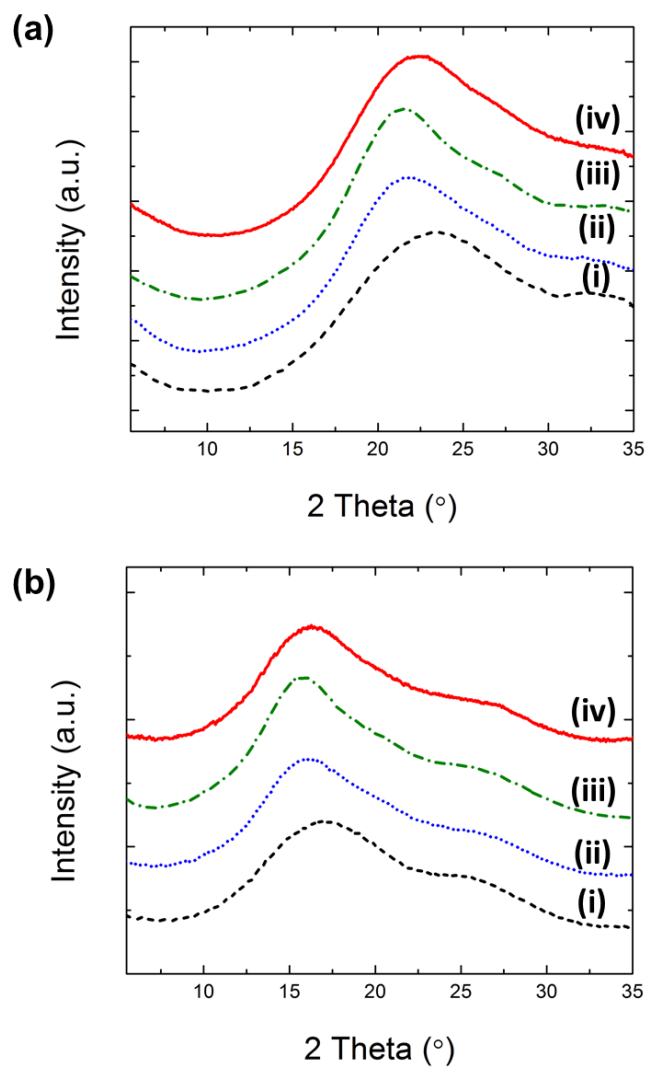 (a)
Intensity (a.u.)
(iv)
(iii)
(ii)
(i)
10 15 20 25 30 35
2 Theta (°)
(b)
Intensity (a.u.)
(iv)
(iii)
(ii)
(i)
10 15 20 25 30 35
2 Theta (°)